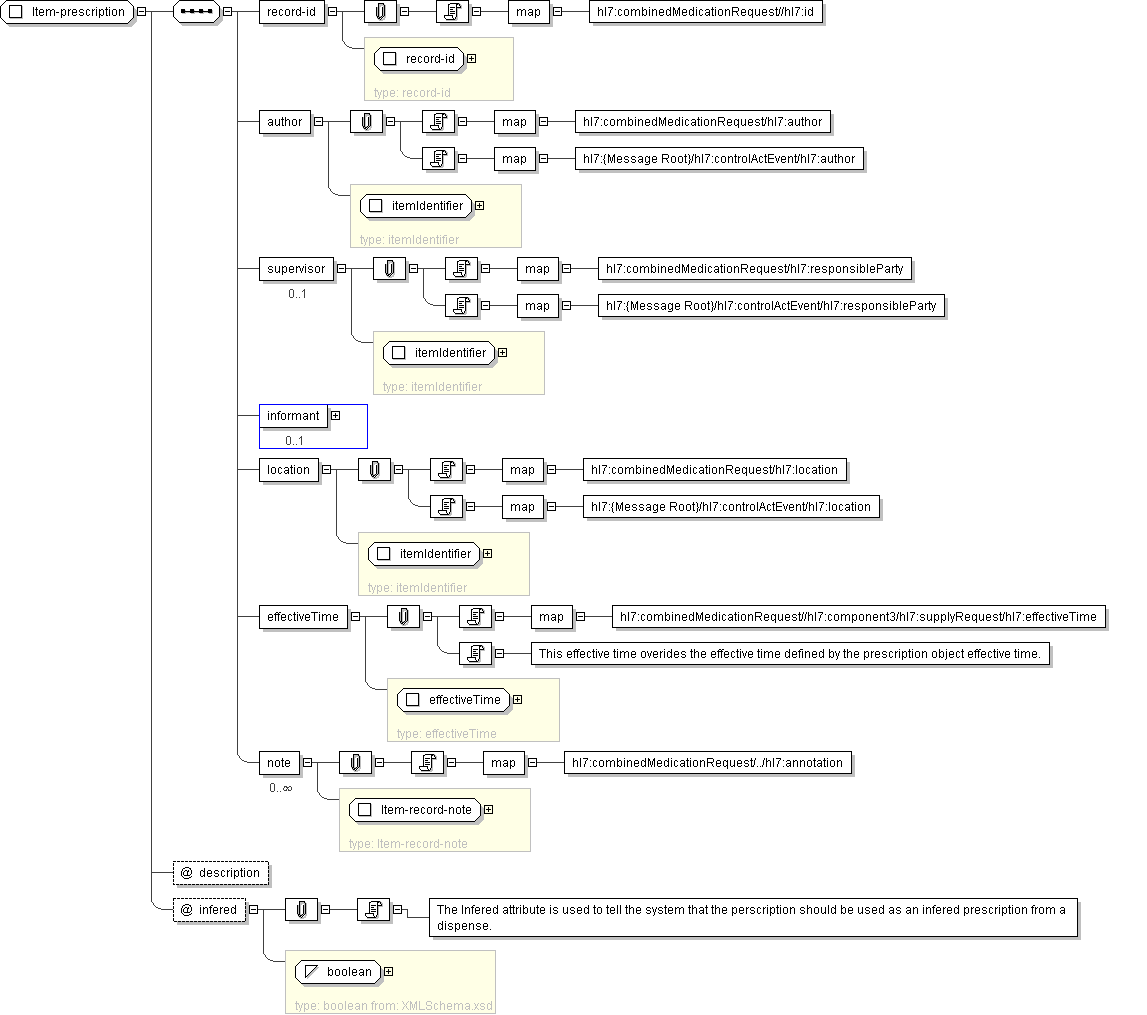 Item-prescription
record-id map hl7:combinedMedicationRequest//hl7:id
record-id
type: record-id
author map hl7:combinedMedicationRequest/hl7:author
map hl7:{Message Root}/hl7:controlActEvent/hl7:author
itemIdentifier
type: itemIdentifier
supervisor map hl7:combinedMedicationRequest/hl7:responsibleParty
0..1
map hl7:{Message Root}/hl7:controlActEvent/hl7:responsibleParty
itemIdentifier
type: itemIdentifier
informant
0..1
location map hl7:combinedMedicationRequest/hl7:location
map hl7:{Message Root}/hl7:controlActEvent/hl7:location
itemIdentifier
type: itemIdentifier
effectiveTime map hl7:combinedMedicationRequest//hl7:component3/hl7:supplyRequest/hl7:effectiveTime
This effective time overides the effective time defined by the prescription object effective time.
effectiveTime
type: effectiveTime
note map hl7:combinedMedicationRequest/../hl7:annotation
0..∞
Item-record-note
type: Item-record-note
@ description
@ infered
The Infered attribute is used to tell the system that the perscription should be used as an infered prescription from a
dispense.
boolean
type: boolean from: XMLSchema.xsd